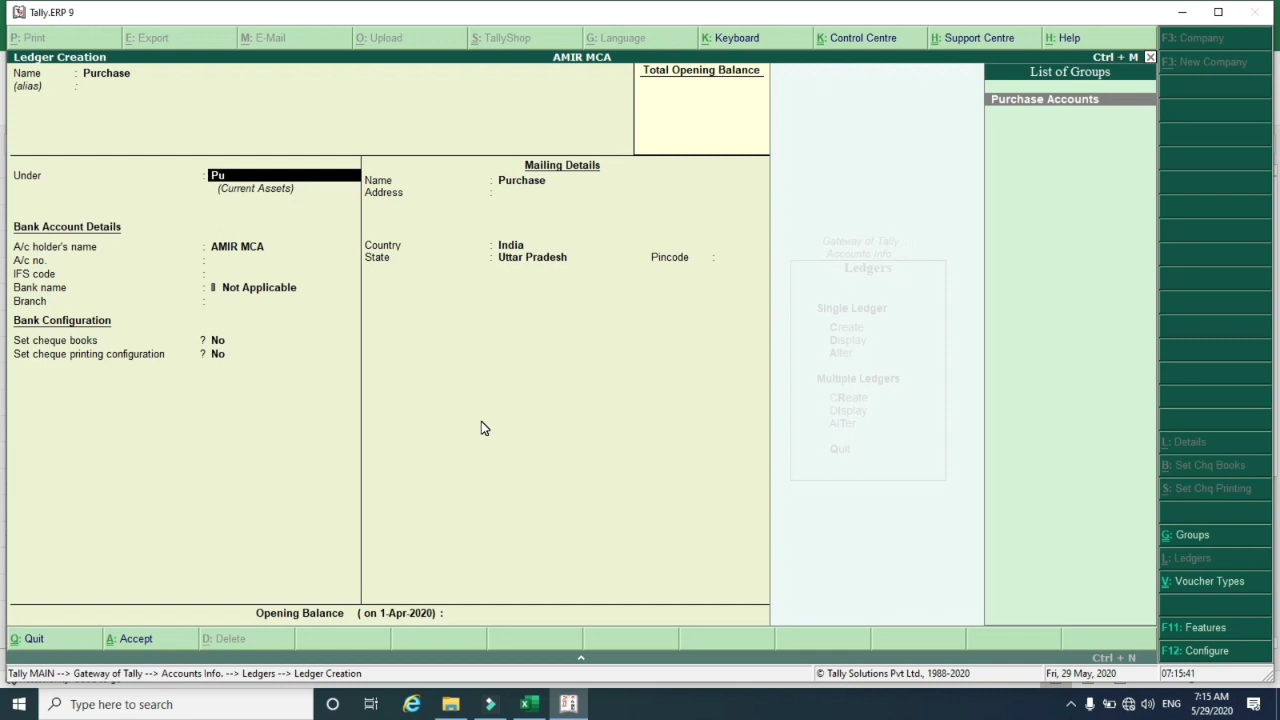 Tally.ERP 9
P: Print
E: Export
M: E-Mail
O: Upload
S: TallyShop
G: Language
K: Keyboard
K: Control Centre
H: Support Centre
H: Help
F3: Company
F3: New Company
Ledger Creation
AMIR MCA
Ctrl + M
Name : Purchase
(alias) :
Total Opening Balance
List of Groups
Purchase Accounts
Under : Pu
(Current Assets)
Bank Account Details
A/c holder's name : AMIR MCA
A/c no. :
IFS code :
Bank name : Not Applicable
Branch :
Bank Configuration
Set cheque books ? No
Set cheque printing configuration ? No
Mailing Details
Name : Purchase
Address :
Country : India
State : Uttar Pradesh
Pincode :
Gateway of Tally
Accounts Info.
Ledgers
Single Ledger
Create
Display
Alter
Multiple Ledgers
CReate
DIsplay
AlTer
Quit
L: Details
B: Set Chq Books
S: Set Chq Printing
G: Groups
L: Ledgers
V: Voucher Types
F11: Features
F12: Configure
Opening Balance ( on 1-Apr-2020) :
Q: Quit
A: Accept
D: Delete
Ctrl + N
Tally MAIN --> Gateway of Tally --> Accounts Info. --> Ledgers --> Ledger Creation
© Tally Solutions Pvt Ltd., 1988-2020
Fri, 29 May, 2020
07:15:41
Type here to search
ENG
7:15 AM
5/29/2020